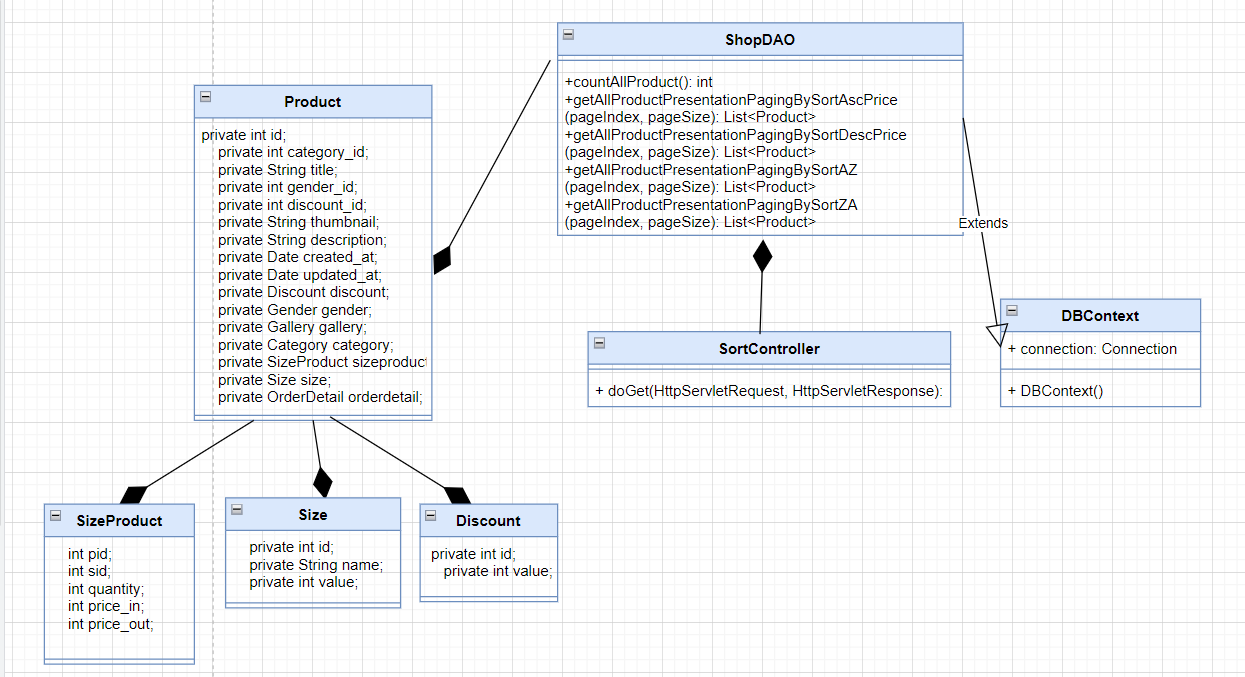 ShopDAO
+countAllProduct(): int
+getAllProductPresentationPagingBySortAscPrice
(pageIndex, pageSize): List<Product>
+getAllProductPresentationPagingBySortDescPrice
(pageIndex, pageSize): List<Product>
+getAllProductPresentationPagingBySortAZ
(pageIndex, pageSize): List<Product>
+getAllProductPresentationPagingBySortZA
(pageIndex, pageSize): List<Product>
Product
private int id;
private int category_id;
private String title;
private int gender_id;
private int discount_id;
private String thumbnail;
private String description;
private Date created_at;
private Date updated_at;
private Discount discount;
private Gender gender;
private Gallery gallery;
private Category category;
private SizeProduct sizeproduct
private Size size;
private OrderDetail orderdetail;
Extends
SortController
+ doGet(HttpServletRequest, HttpServletResponse):
DBContext
+ connection: Connection
+ DBContext()
SizeProduct
int pid;
int sid;
int quantity;
int price_in;
int price_out;
Size
private int id;
private String name;
private int value;
Discount
private int id;
private int value;